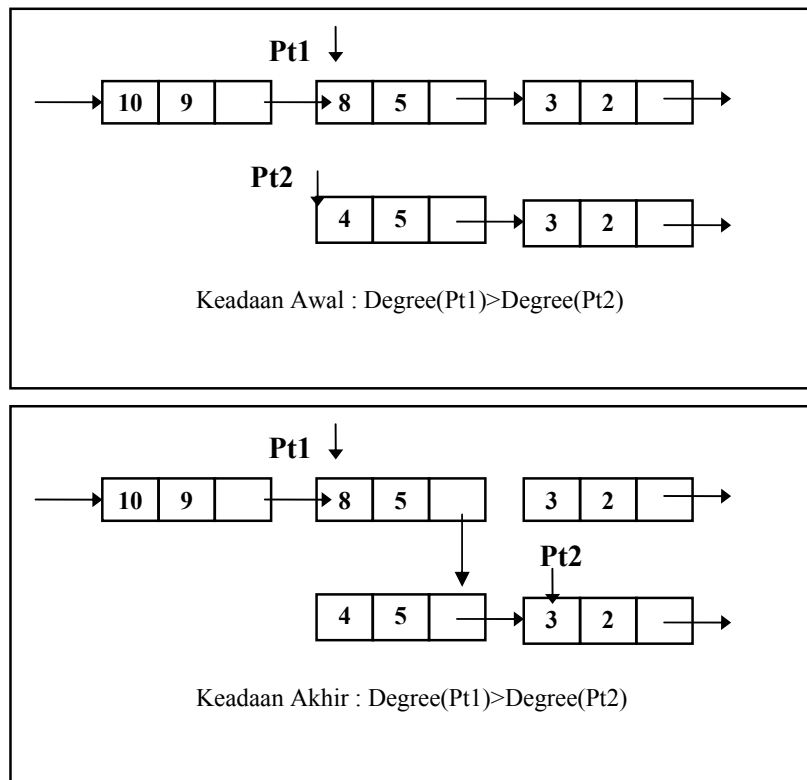 Pt1
10 9 8 5 3 2
Pt2
4 5 3 2
Keadaan Awal : Degree(Pt1)>Degree(Pt2)
Pt1
10 9 8 5 3 2
Pt2
4 5 3 2
Keadaan Akhir : Degree(Pt1)>Degree(Pt2)